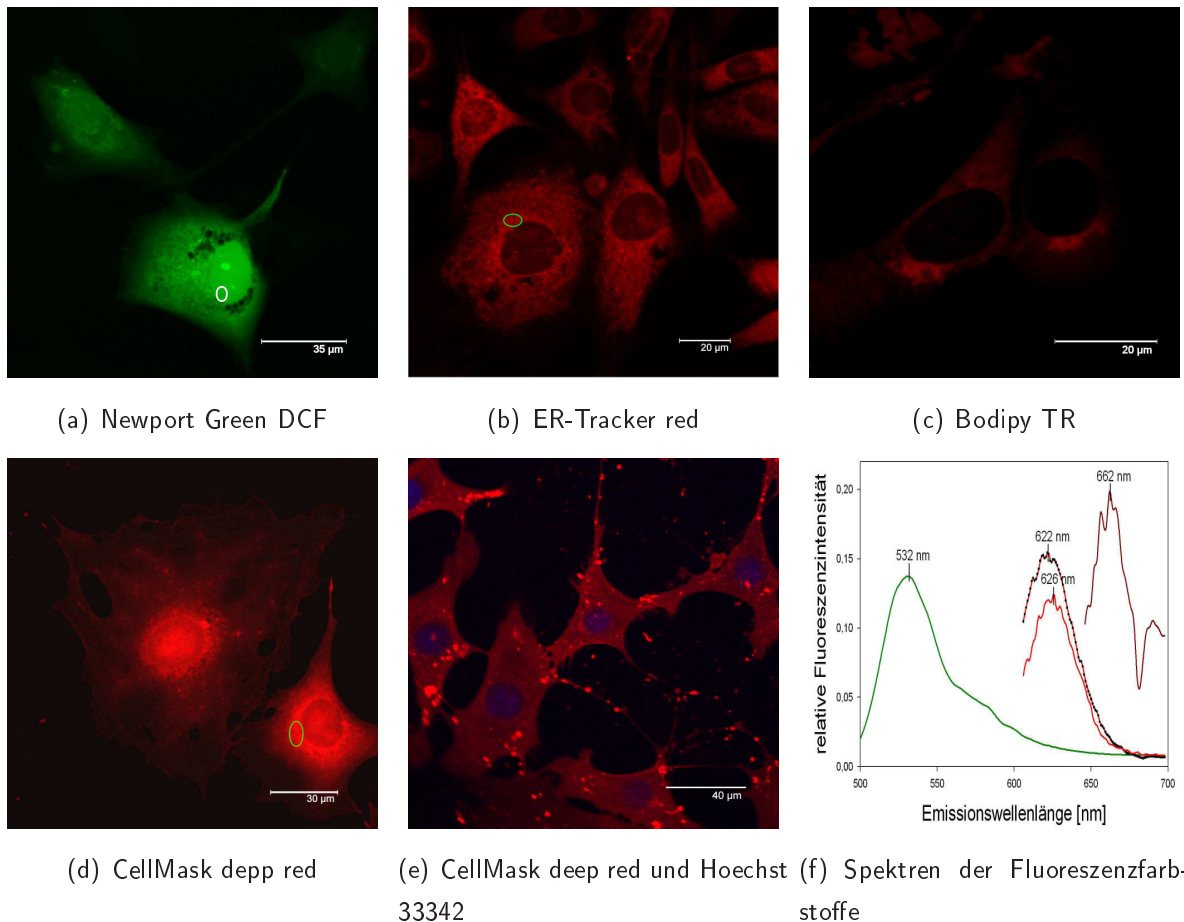 35 µm
20 µm
20 µm
(a) Newport Green DCF
(b) ER-Tracker red
(c) Bodipy TR
30 µm
40 µm
relative Fluoreszenzintensität
0,20
0,15
0,10
0,05
0,00
532 nm
622 nm
626 nm
662 nm
500
550
600
650
700
Emissionswellenlänge [nm]
(d) CellMask depp red
(e) CellMask deep red und Hoechst
33342
(f) Spektren der Fluoreszenzfarb-
stoffe